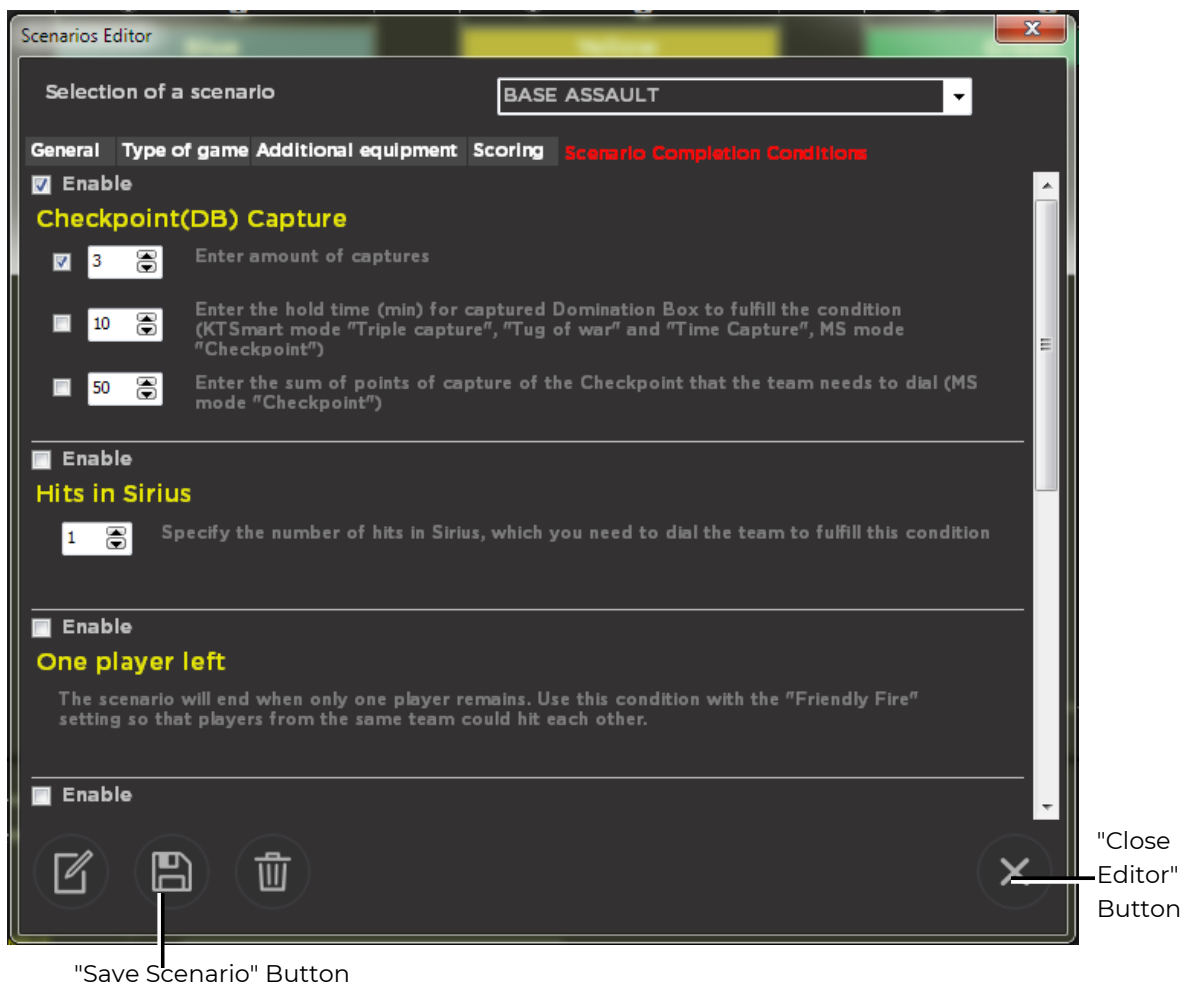 Scenarios Editor
Blue
Yellow
x
Selection of a scenario
BASE ASSAULT
General Type of game Additional equipment Scoring Scenario Completion Conditions
Enable
Checkpoint(DB) Capture
3
Enter amount of captures
10
Enter the hold time (min) for captured Domination Box to fulfill the condition
(KTSmart mode "Triple capture", "Tug of war" and "Time Capture", MS mode
"Checkpoint")
50
Enter the sum of points of capture of the Checkpoint that the team needs to dial (MS
mode "Checkpoint")
Enable
Hits in Sirius
1
Specify the number of hits in Sirius, which you need to dial the team to fulfill this condition
Enable
One player left
The scenario will end when only one player remains. Use this condition with the "Friendly Fire"
setting so that players from the same team could hit each other.
Enable
"Close
Editor"
Button
"Save Scenario" Button